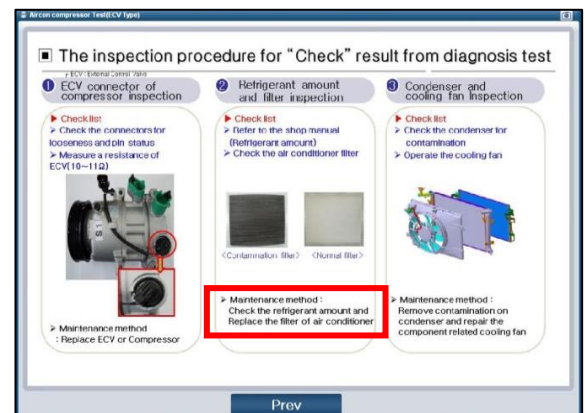 Aircon compressor Test(ECV Type)
▣ The inspection procedure for “Check” result from diagnosis test
ECV : External Control Valve
❶ ECV connector of
compressor inspection
▶ Check list
➢ Check the connectors for
looseness and pin status
➢ Measure a resistance of
ECV(10~11Ω)
➢ Maintenance method
: Replace ECV or Compressor
❷ Refrigerant amount
and filter inspection
▶ Check list
➢ Refer to the shop manual
(Refrigerant amount)
➢ Check the air conditioner filter
<Contamination filter> <Normal filter>
➢ Maintenance method :
Check the refrigerant amount and
Replace the filter of air conditioner
❸ Condenser and
cooling fan Inspection
▶ Check list
➢ Check the condenser for
contamination
➢ Operate the cooling fan
➢ Maintenance method :
Remove contamination on
condenser and repair the
component related cooling fan
Prev